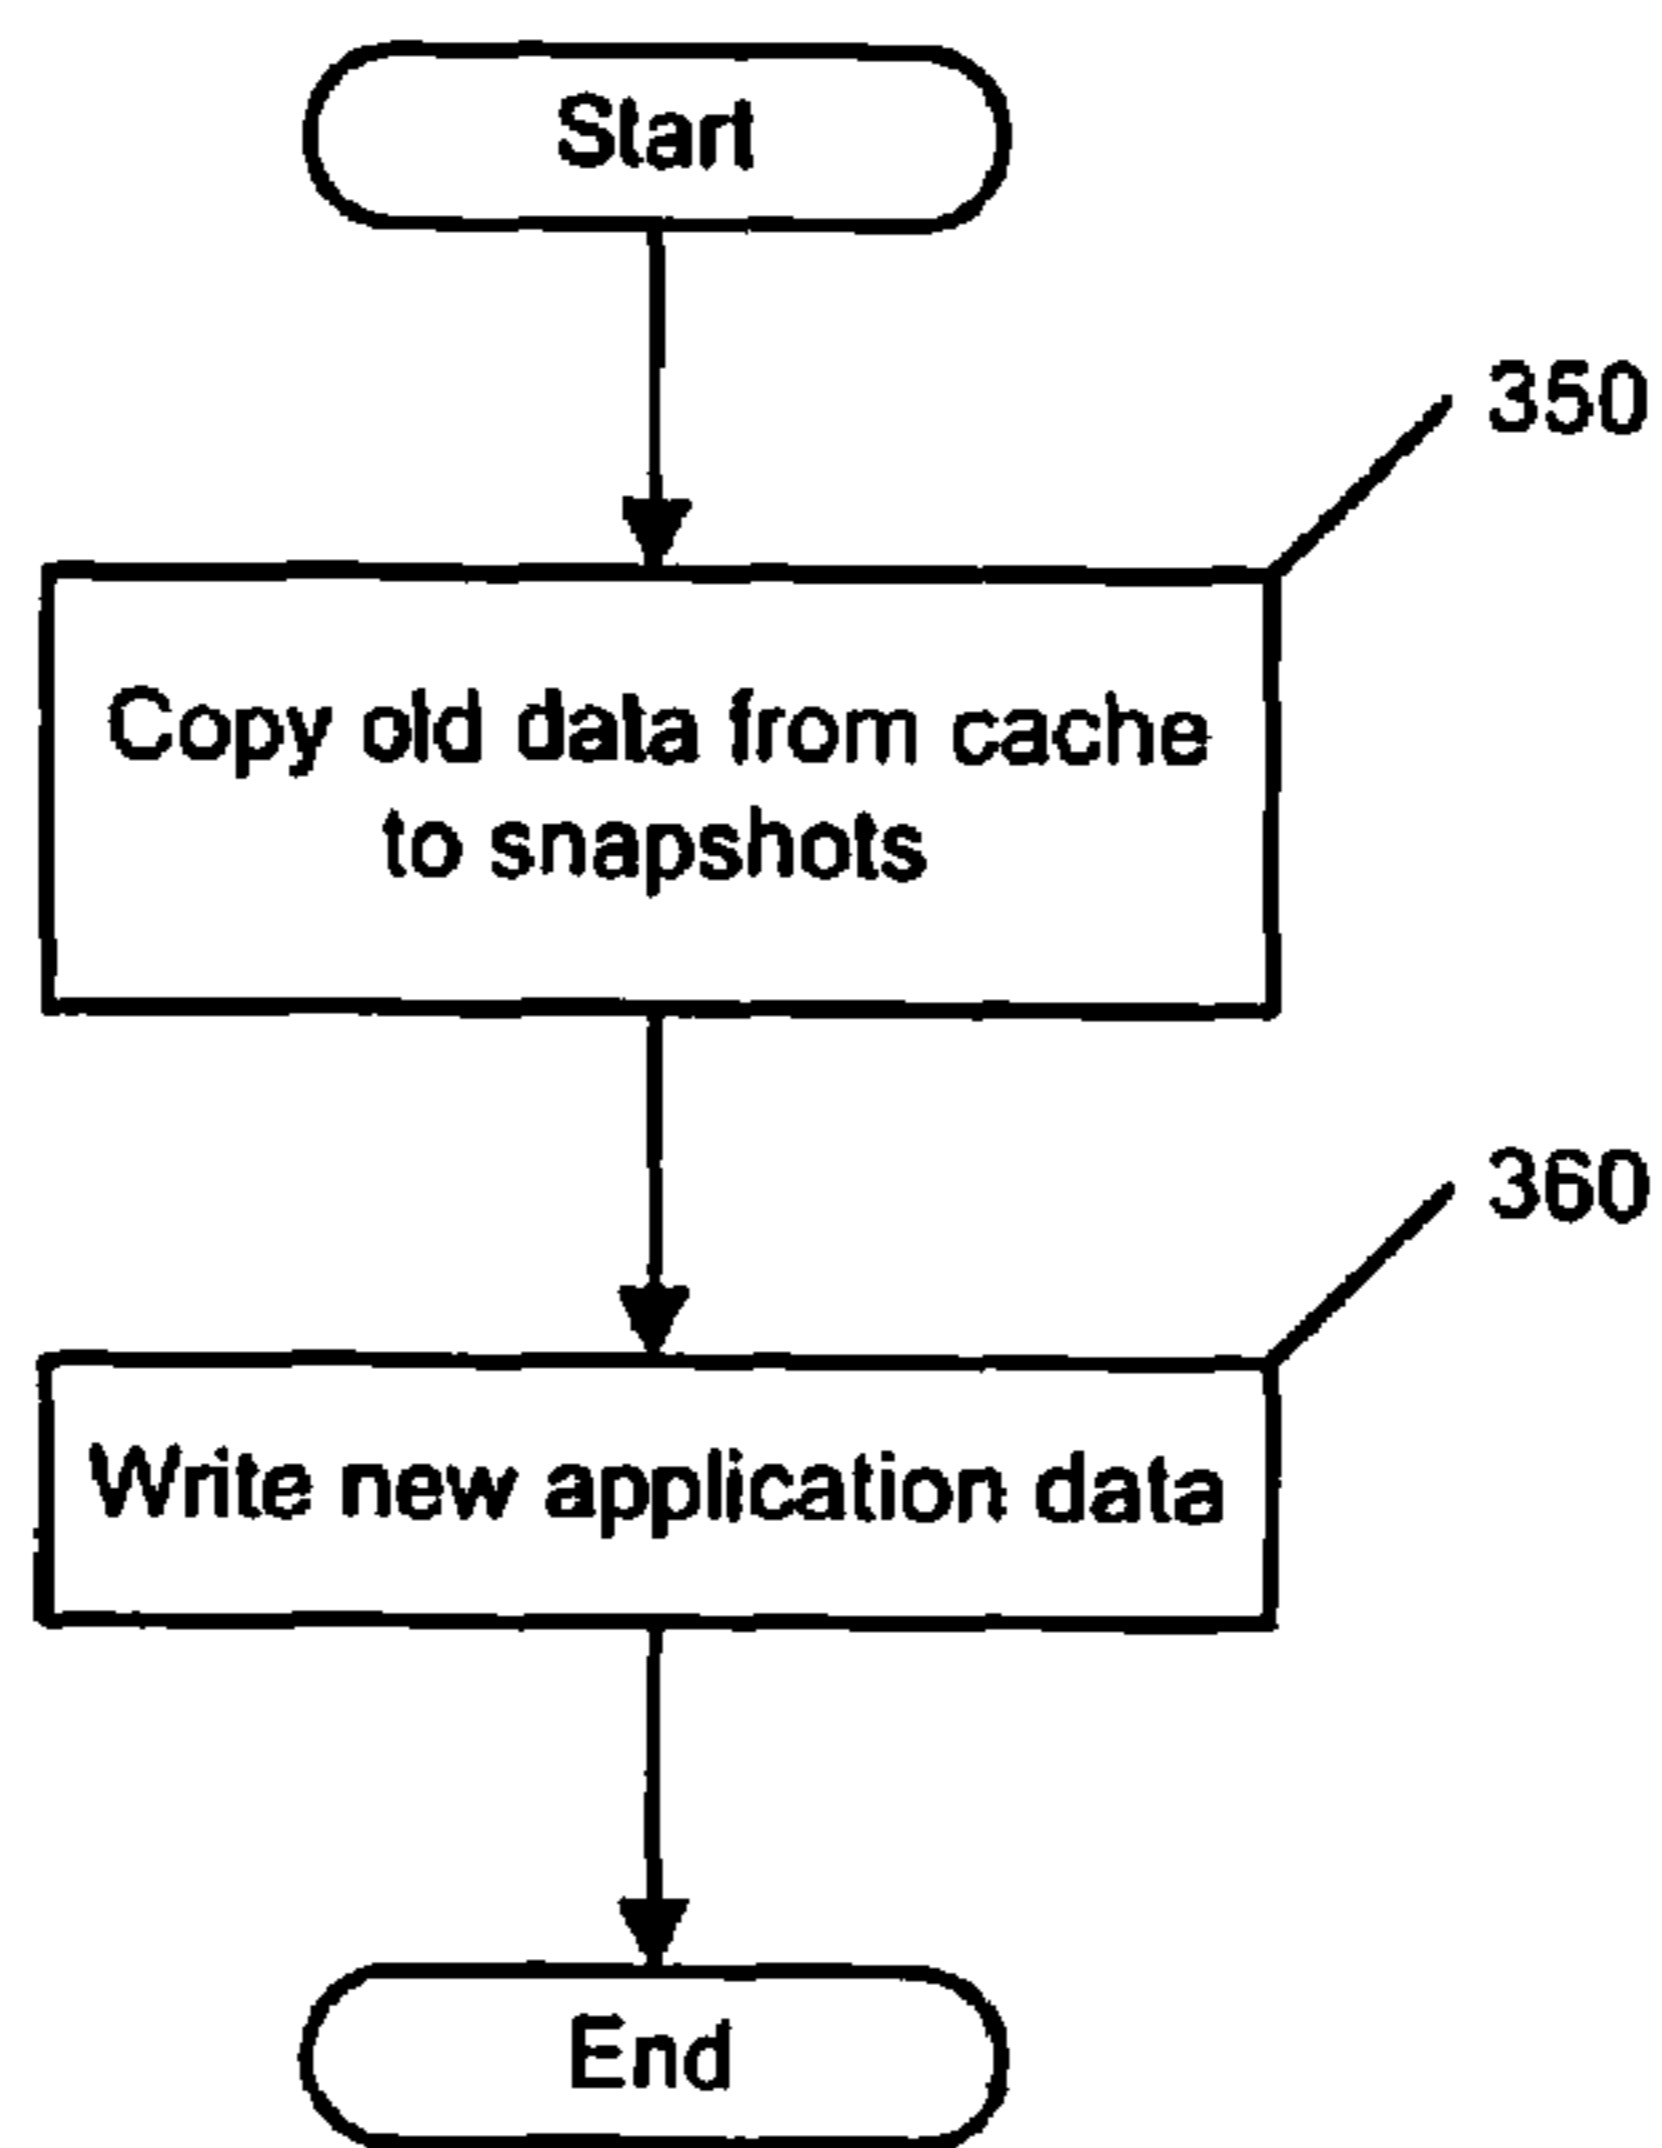 Start
350
Copy old data from cache
to snapshots
360
Write new application data
End